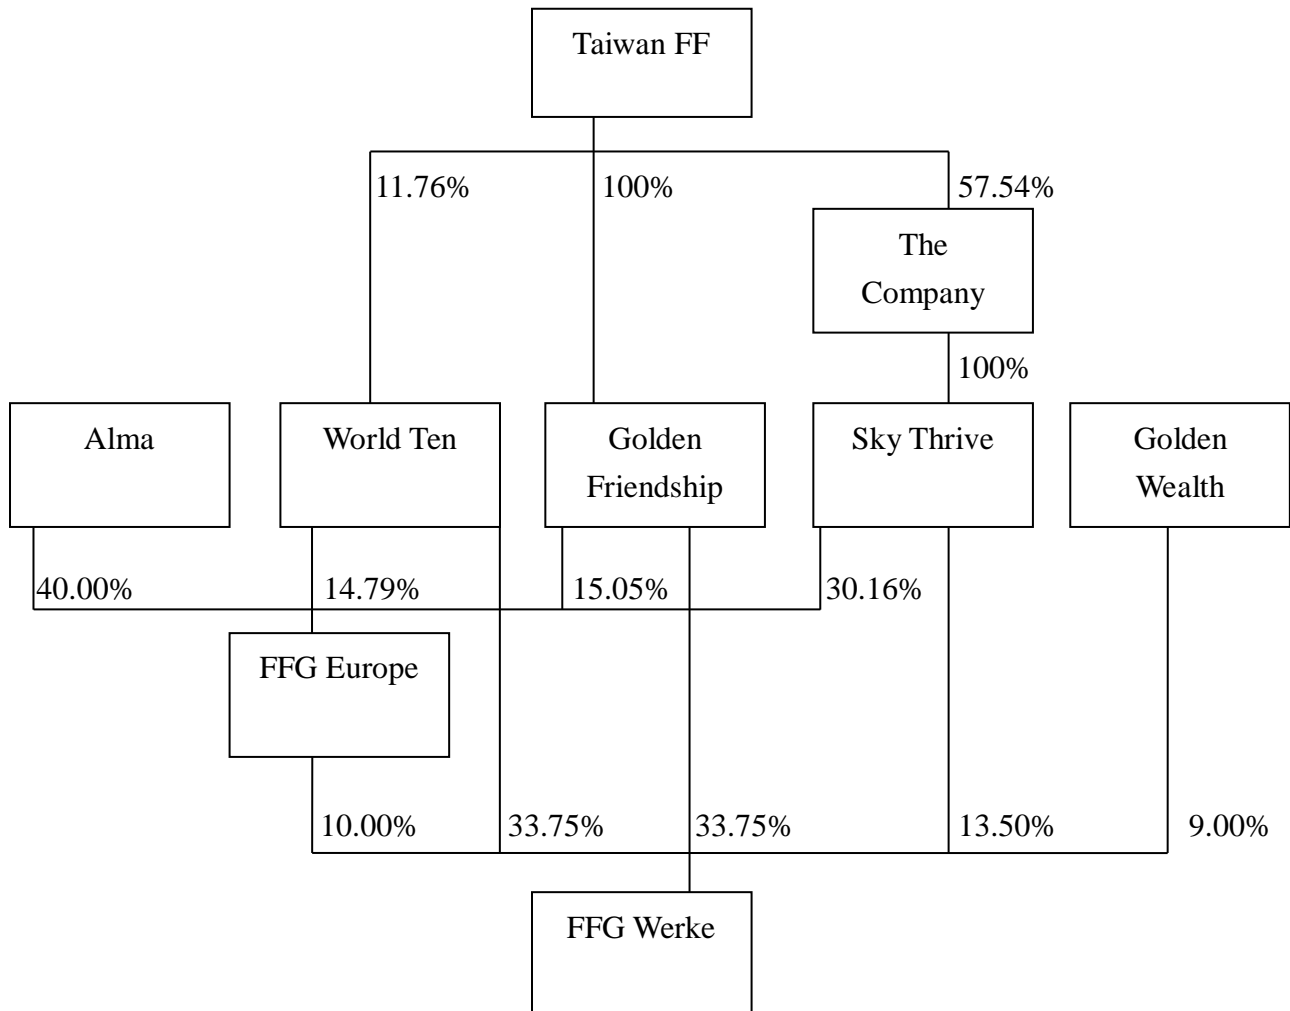 Taiwan FF
11.76%
100%
57.54%
The
Company
100%
Alma
World Ten
Golden
Friendship
Sky Thrive
Golden
Wealth
40.00%
14.79%
15.05%
30.16%
FFG Europe
10.00%
33.75%
33.75%
13.50%
9.00%
FFG Werke